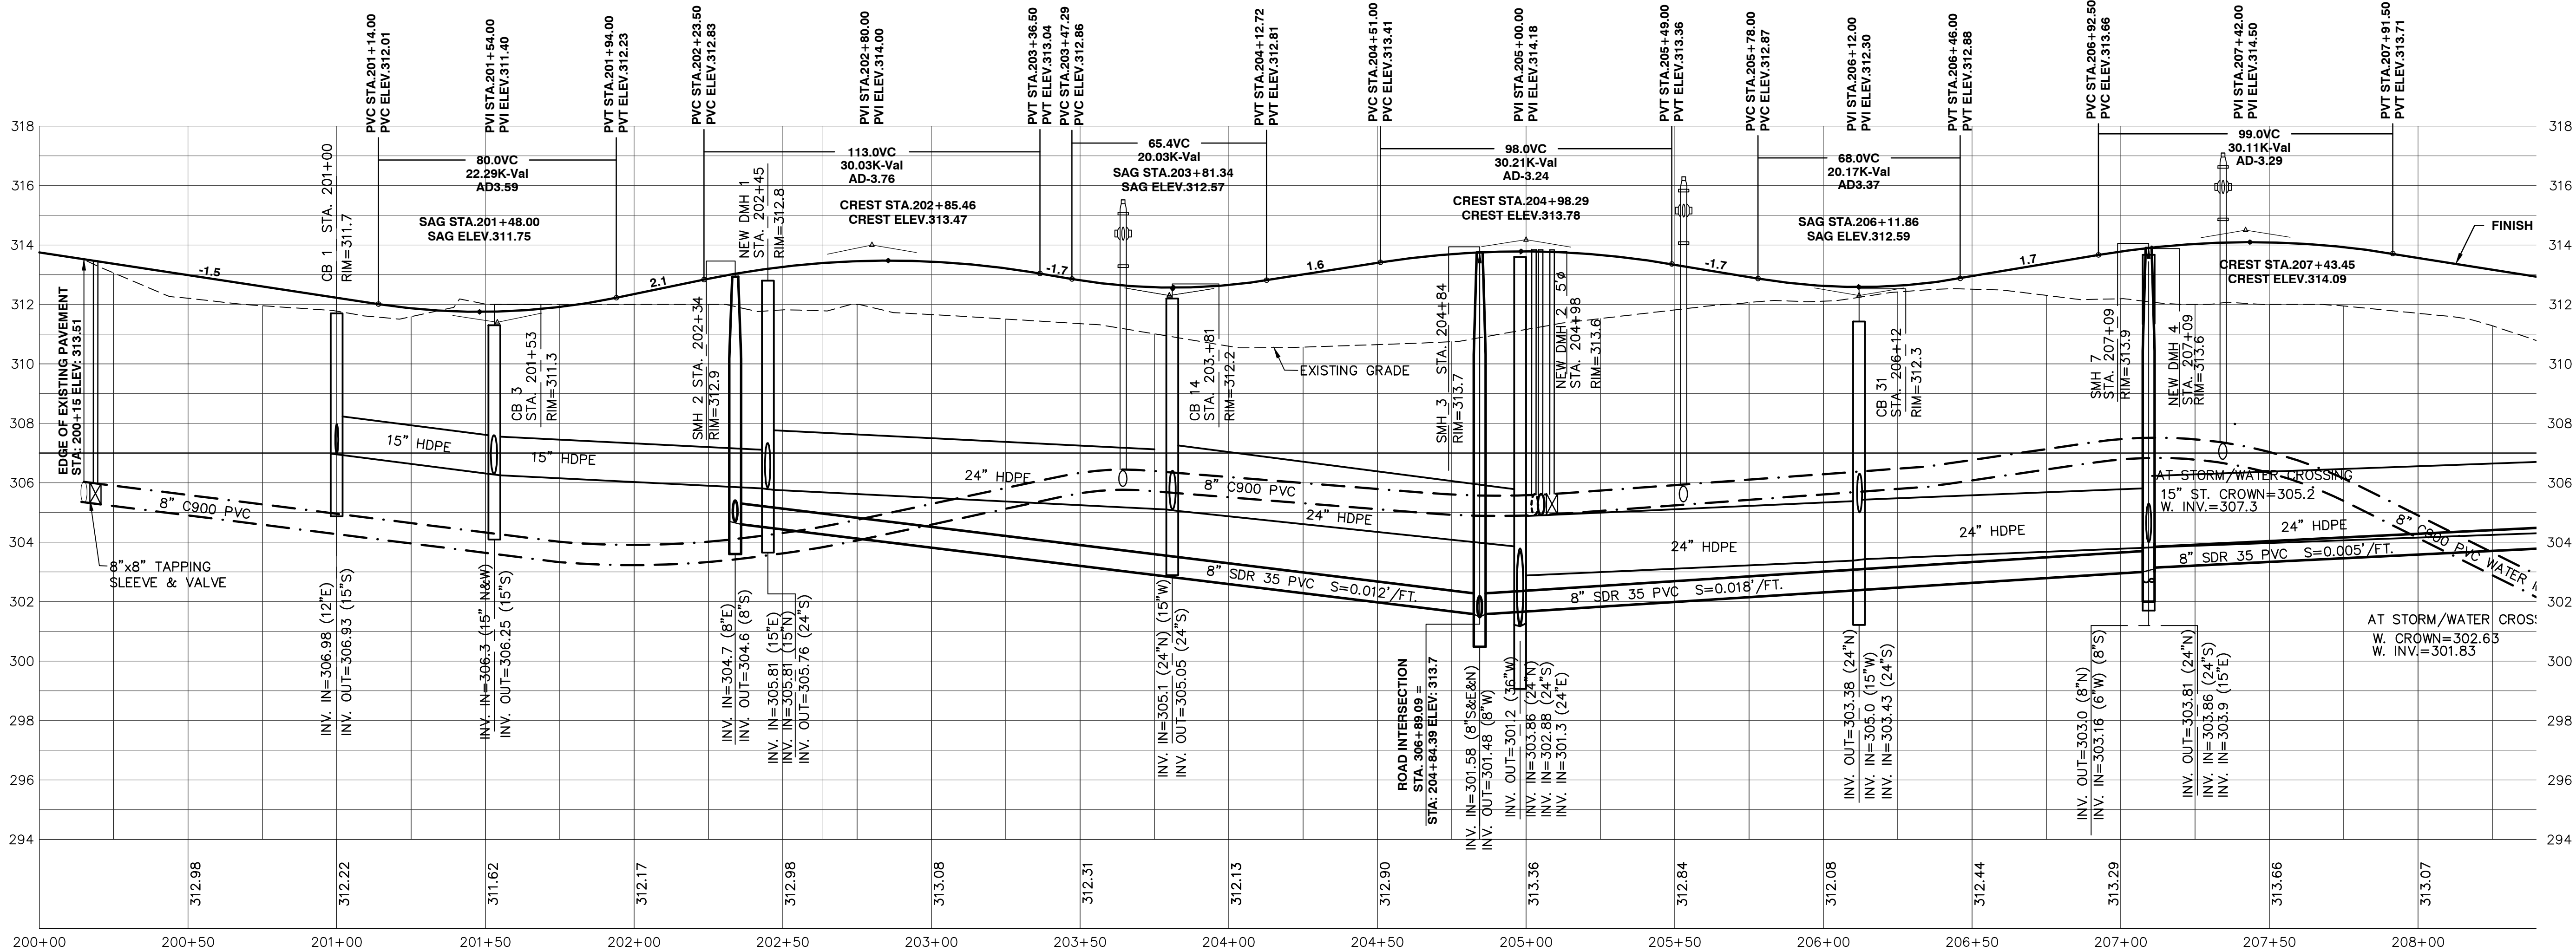 PVC STA.201+14.00
PVC ELEV.312.01
PVI STA.201+54.00
PVI ELEV.311.40
PVT STA.201+94.00
PVT ELEV.312.23
PVC STA.202+23.50
PVC ELEV.312.83
PVI STA.202+80.00
PVI ELEV.314.00
PVT STA.203+36.50
PVT ELEV.313.04
PVC STA.203+47.29
PVC ELEV.312.86
PVT STA.204+12.72
PVT ELEV.312.81
PVC STA.204+51.00
PVC ELEV.313.41
PVI STA.205+00.00
PVI ELEV.314.18
PVT STA.205+49.00
PVT ELEV.313.36
PVC STA.205+78.00
PVC ELEV.312.87
PVI STA.206+12.00
PVI ELEV.312.30
PVT STA.206+46.00
PVT ELEV.312.88
PVC STA.206+92.50
PVC ELEV.313.66
PVI STA.207+42.00
PVI ELEV.314.50
PVT STA.207+91.50
PVT ELEV.313.71
318
316
314
312
310
308
306
304
302
300
298
296
294
80.0VC
22.29K-Val
AD3.59
SAG STA.201+48.00
SAG ELEV.311.75
113.0VC
30.03K-Val
AD-3.76
CREST STA.202+85.46
CREST ELEV.313.47
65.4VC
20.03K-Val
SAG STA.203+81.34
SAG ELEV.312.57
98.0VC
30.21K-Val
AD-3.24
CREST STA.204+98.29
CREST ELEV.313.78
68.0VC
20.17K-Val
AD3.37
SAG STA.206+11.86
SAG ELEV.312.59
99.0VC
30.11K-Val
AD-3.29
CREST STA.207+43.45
CREST ELEV.314.09
FINISH
318
316
314
312
310
308
306
304
302
300
298
296
294
-1.5
2.1
-1.7
1.6
-1.7
1.7
EDGE OF EXISTING PAVEMENT
STA: 200+15 ELEV: 313.51
CB 1 STA. 201+00
RIM=311.7
CB 3
STA. 201+53
RIM=311.3
SMH 2 STA. 202+34
RIM=312.9
NEW DMH 1
STA. 202+45
RIM=312.8
CB 14
STA. 203.+81
RIM=312.2
EXISTING GRADE
SMH 3 STA. 204+84
RIM=313.7
NEW DMH 2 5'ø
STA. 204+98
RIM=313.6
CB 31
STA. 206+12
RIM=312.3
SMH 7
STA. 207+09
RIM=313.9
NEW DMH 4
STA. 207+09
RIM=313.6
15" HDPE
15" HDPE
24" HDPE
24" HDPE
24" HDPE
24" HDPE
24" HDPE
8" C900 PVC
8" C900 PVC
8" C900 PVC
8"x8" TAPPING
SLEEVE & VALVE
8" SDR 35 PVC S=0.012'/FT.
8" SDR 35 PVC S=0.018'/FT.
8" SDR 35 PVC S=0.005'/FT.
AT STORM/WATER CROSSING
15" ST. CROWN=305.2
W. INV.=307.3
AT STORM/WATER CROS
W. CROWN=302.63
W. INV.=301.83
INV. IN=306.98 (12"E)
INV. OUT=306.93 (15"S)
INV. IN=306.3 (15" N&W)
INV. OUT=306.25 (15"S)
INV. IN=304.7 (8"E)
INV. OUT=304.6 (8"S)
INV. IN=305.81 (15"E)
INV. IN=305.81 (15"N)
INV. OUT=305.76 (24"S)
INV. IN=305.1 (24"N) (15"W)
INV. OUT=305.05 (24"S)
ROAD INTERSECTION
STA. 306+89.09 =
STA: 204+84.39 ELEV: 313.7
INV. IN=301.58 (8"S&E&N)
INV. OUT=301.48 (8"W)
INV. OUT=301.2 (36"W)
INV. IN=303.86 (24"N)
INV. IN=302.88 (24"S)
INV. IN=301.3 (24"E)
INV. OUT=303.38 (24"N)
INV. IN=305.0 (15"W)
INV. IN=303.43 (24"S)
INV. OUT=303.0 (8"N)
INV. IN=303.16 (6"W) (8"S)
INV. OUT=303.81 (24"N)
INV. IN=303.86 (24"S)
INV. IN=303.9 (15"E)
WATER
312.98
312.22
311.62
312.17
312.98
313.08
312.31
312.13
312.90
313.36
312.84
312.08
312.44
313.29
313.66
313.07
200+00
200+50
201+00
201+50
202+00
202+50
203+00
203+50
204+00
204+50
205+00
205+50
206+00
206+50
207+00
207+50
208+00